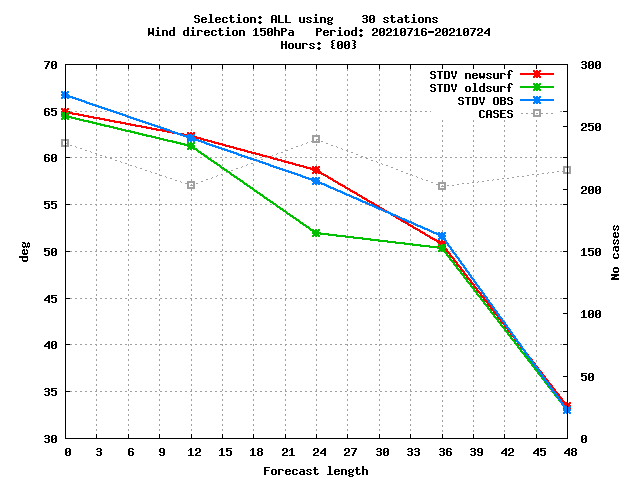 Selection: ALL using    30 stations
Wind direction 150hPa   Period: 20210716-20210724
Hours: {00}
70 300
STDV newsurf
STDV oldsurf
STDV OBS
CASES
65
60
55
50
45
40
35
30
250
200
150
100
50
0
deg
No cases
0 3 6 9 12 15 18 21 24 27 30 33 36 39 42 45 48
Forecast length